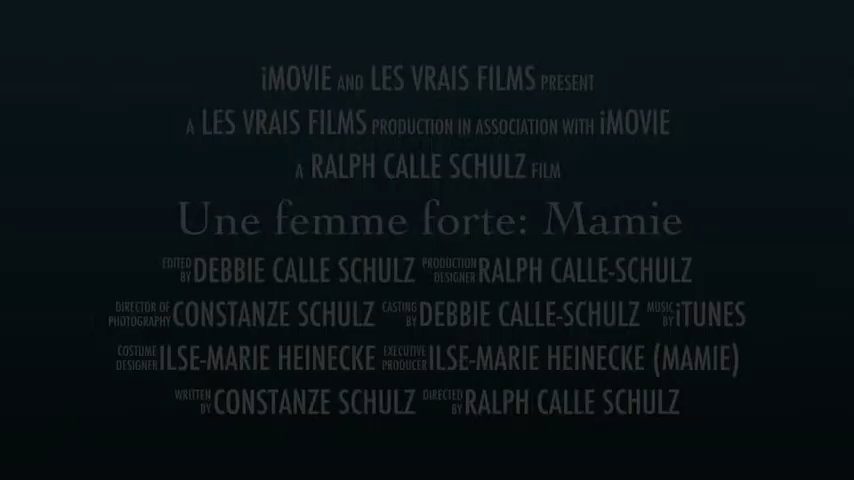 iMOVIE AND LES VRAIS FILMS PRESENT
A LES VRAIS FILMS PRODUCTION IN ASSOCIATION WITH iMOVIE
A RALPH CALLE SCHULZ FILM
Une femme forte: Mamie
EDITED BY DEBBIE CALLE SCHULZ PRODUCTION DESIGNER RALPH CALLE-SCHULZ
DIRECTOR OF PHOTOGRAPHY CONSTANZE SCHULZ CASTING BY DEBBIE CALLE-SCHULZ MUSIC BY iTUNES
COSTUME DESIGNER ILSE-MARIE HEINECKE EXECUTIVE PRODUCER ILSE-MARIE HEINECKE (MAMIE)
WRITTEN BY CONSTANZE SCHULZ DIRECTED BY RALPH CALLE SCHULZ